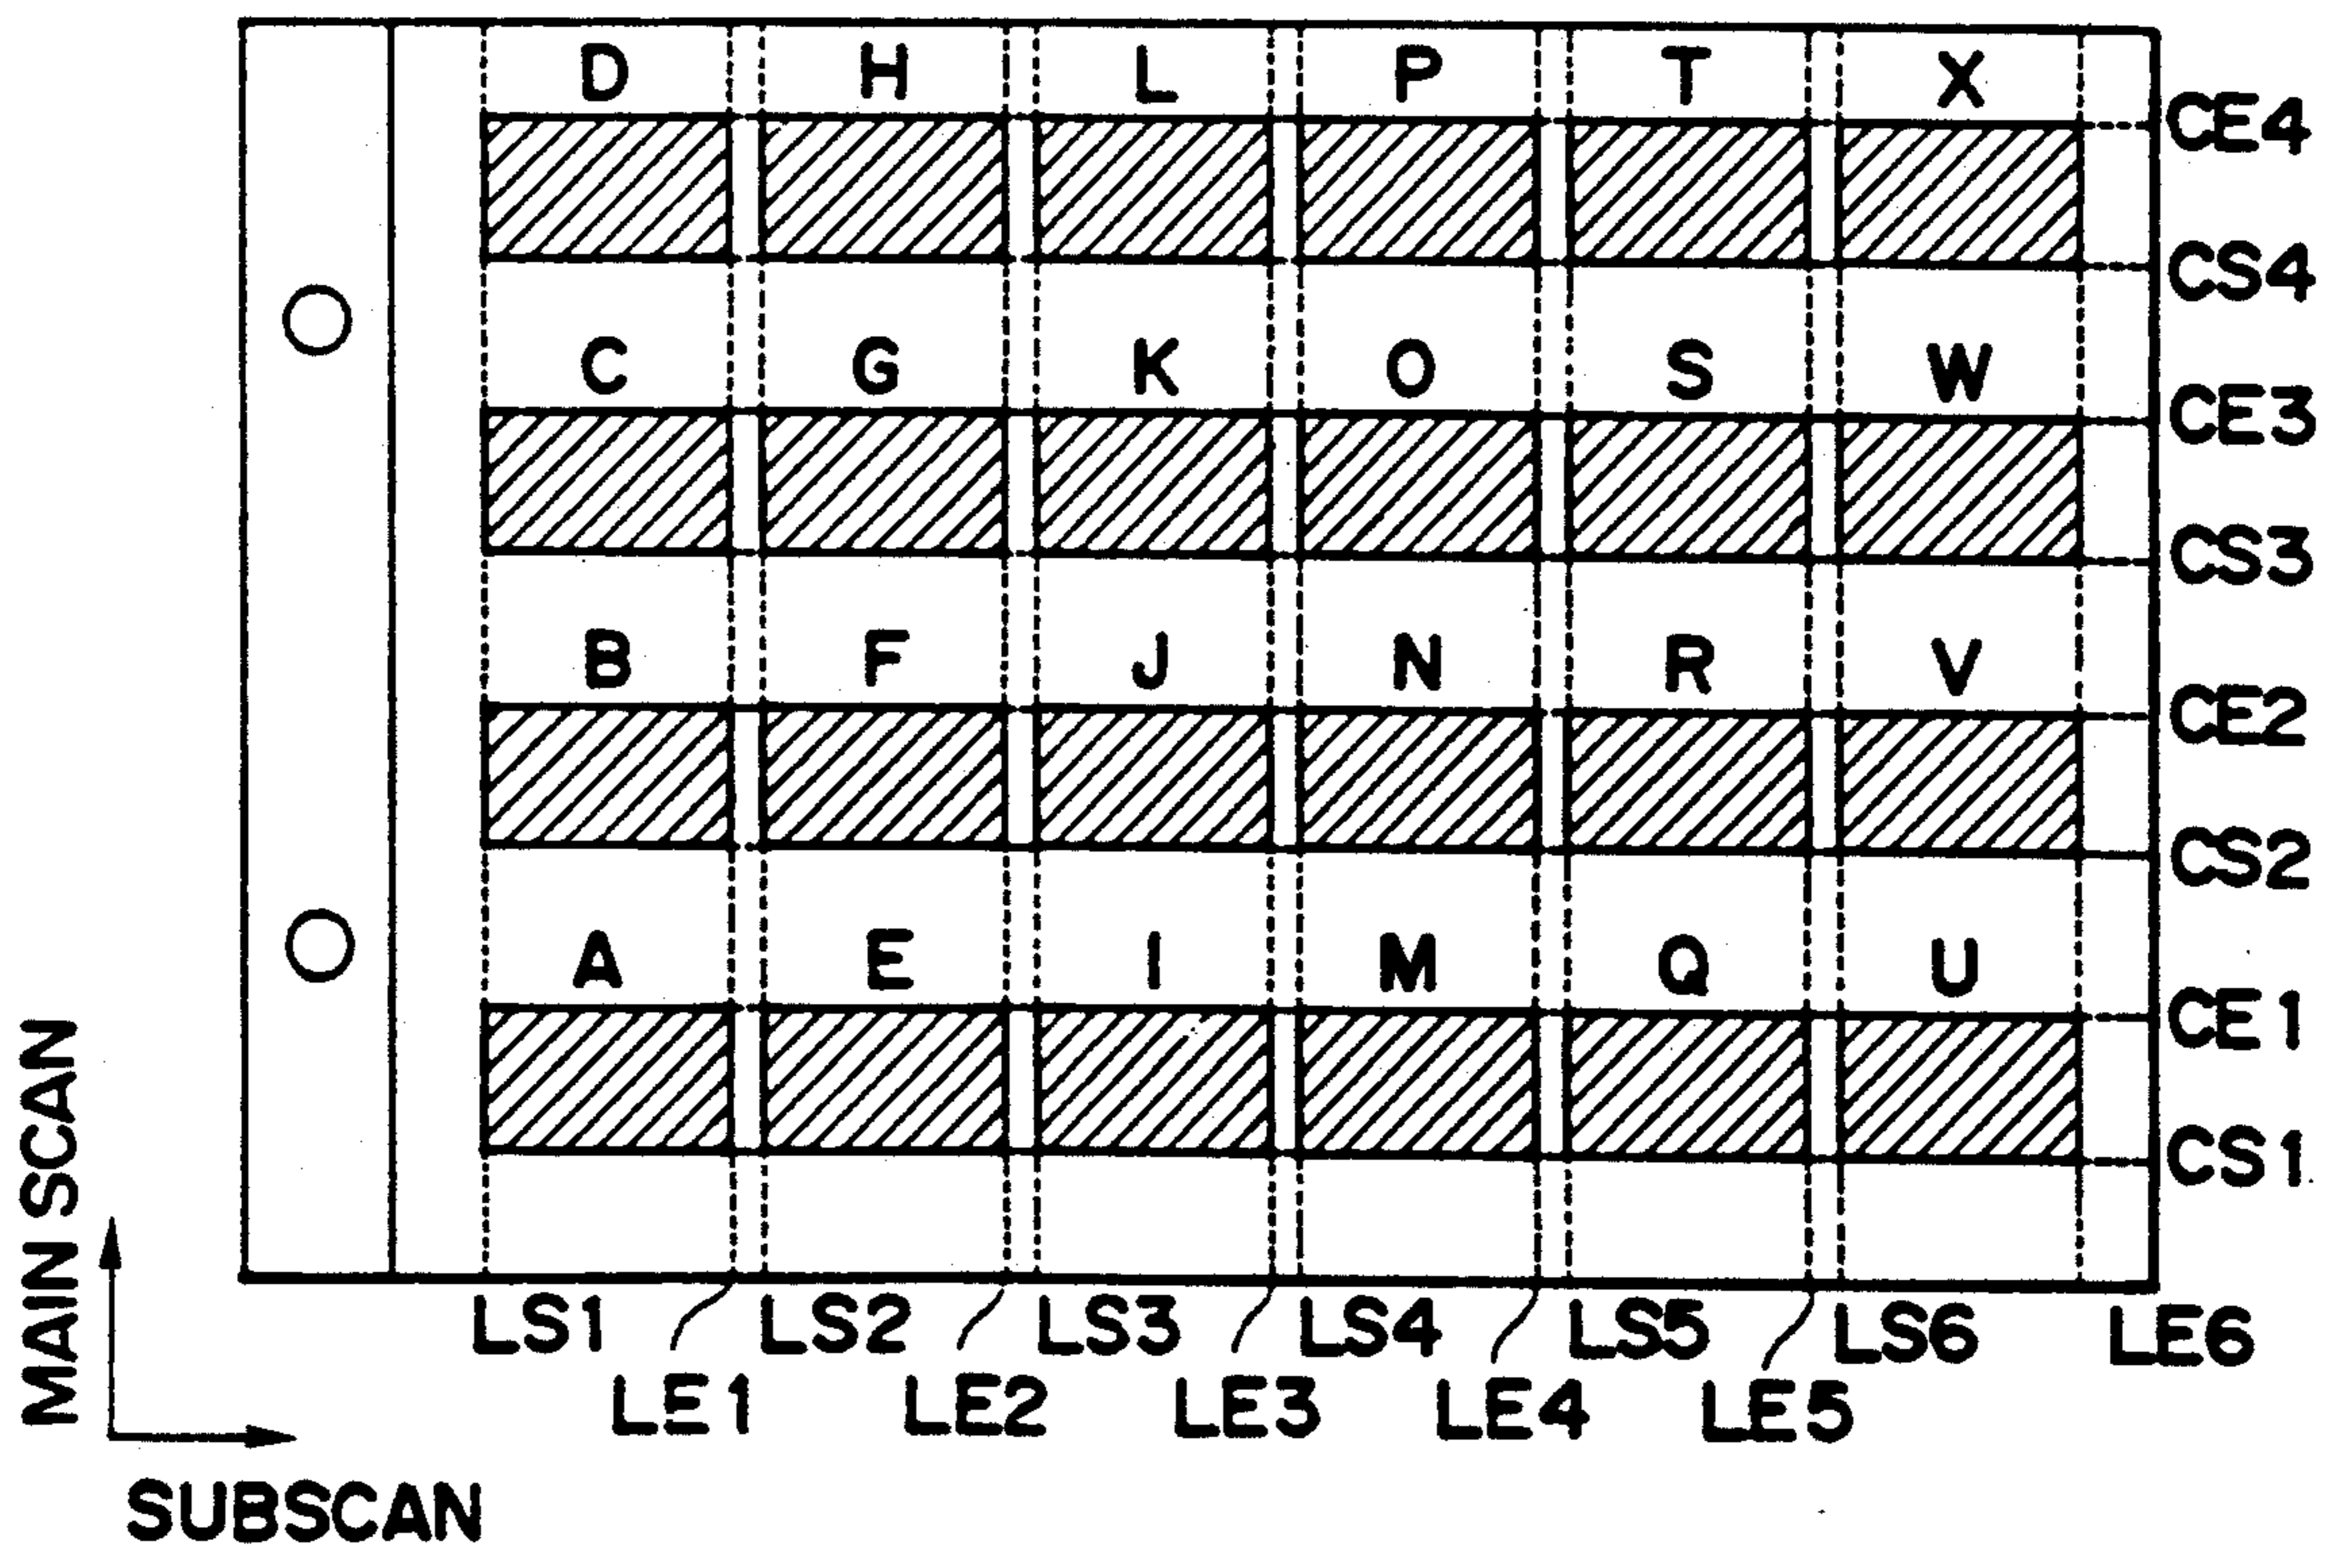 D H L P T X
CE4
CS4
C G K O S W
CE3
CS3
B F J N R V
CE2
CS2
A E I M Q U
CE1
CS1
MAIN SCAN
LS1 LS2 LS3 LS4 LS5 LS6 LE6
LE1 LE2 LE3 LE4 LE5
SUBSCAN